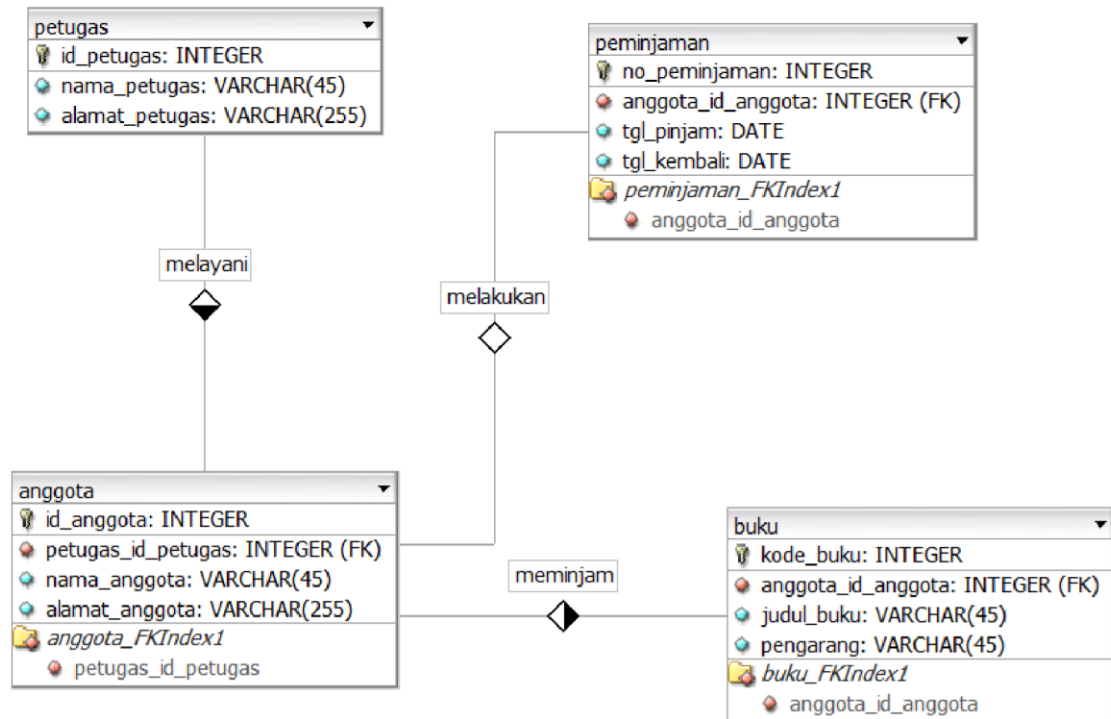 petugas
id_petugas: INTEGER
nama_petugas: VARCHAR(45)
alamat_petugas: VARCHAR(255)
peminjaman
no_peminjaman: INTEGER
anggota_id_anggota: INTEGER (FK)
tgl_pinjam: DATE
tgl_kembali: DATE
peminjaman_FKIndex1
anggota_id_anggota
melayani
melakukan
anggota
id_anggota: INTEGER
petugas_id_petugas: INTEGER (FK)
nama_anggota: VARCHAR(45)
alamat_anggota: VARCHAR(255)
anggota_FKIndex1
petugas_id_petugas
meminjam
buku
kode_buku: INTEGER
anggota_id_anggota: INTEGER (FK)
judul_buku: VARCHAR(45)
pengarang: VARCHAR(45)
buku_FKIndex1
anggota_id_anggota